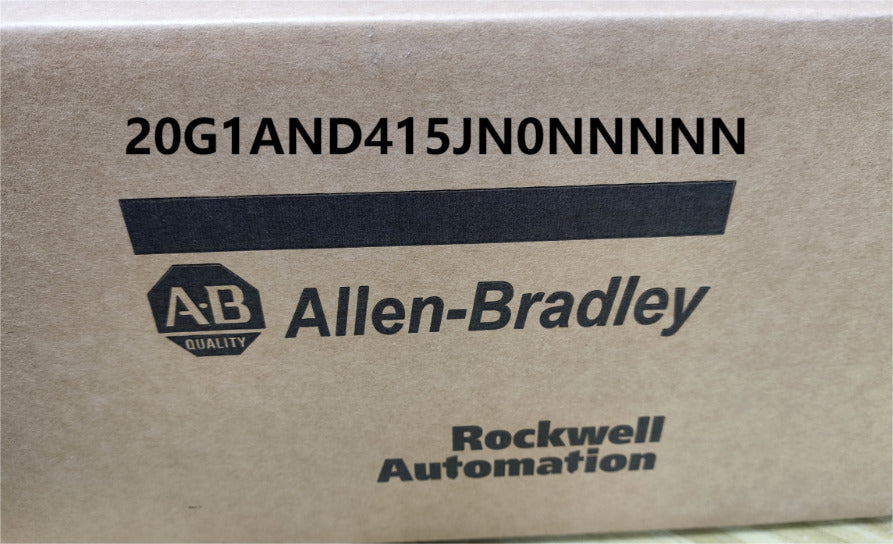 20G1AND415JN0NNNNN
A-B
QUALITY
Allen-Bradley
Rockwell
Automation